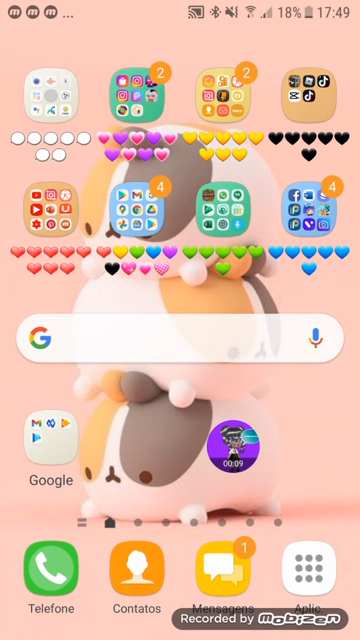 ... 18% 17:49
2 2
4 4
Google
00:09
1
Telefone Contatos Mensagens Aplic.
Recorded by MOBIZEN